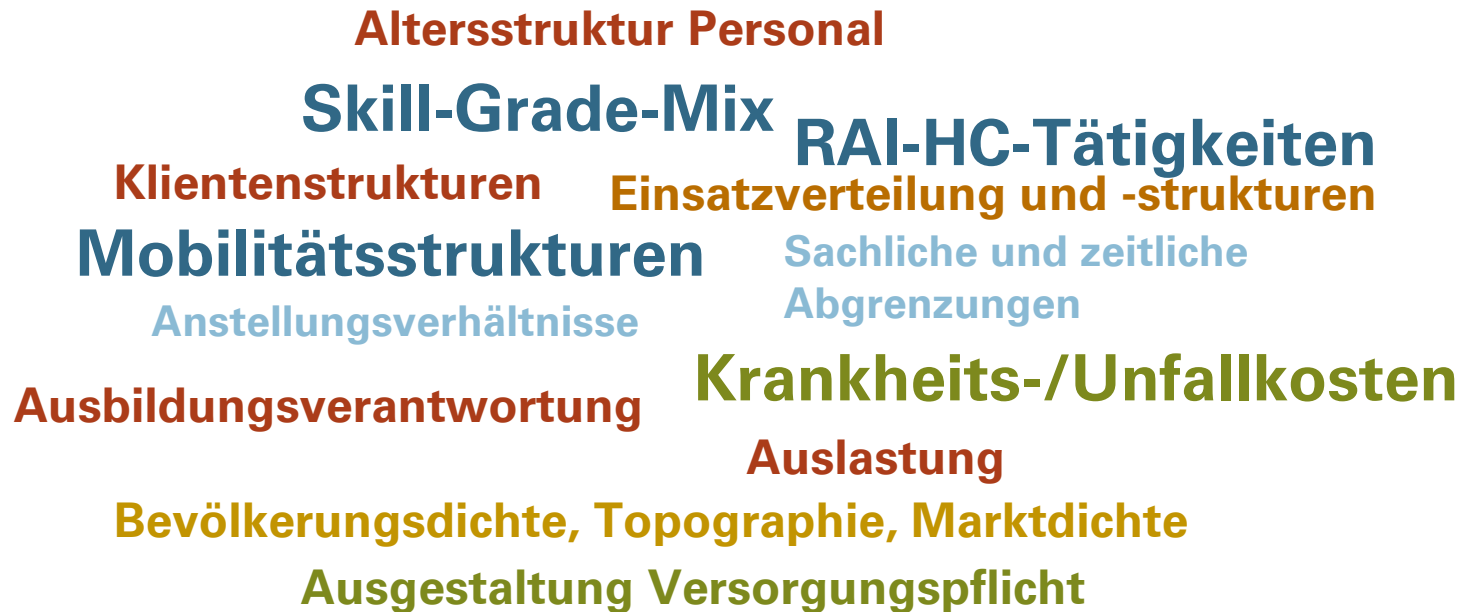 Altersstruktur Personal
Skill-Grade-Mix
RAI-HC-Tätigkeiten
Klientenstrukturen
Einsatzverteilung und -strukturen
Mobilitätsstrukturen
Sachliche und zeitliche
Abgrenzungen
Anstellungsverhältnisse
Krankheits-/Unfallkosten
Ausbildungsverantwortung
Auslastung
Bevölkerungsdichte, Topographie, Marktdichte
Ausgestaltung Versorgungspflicht